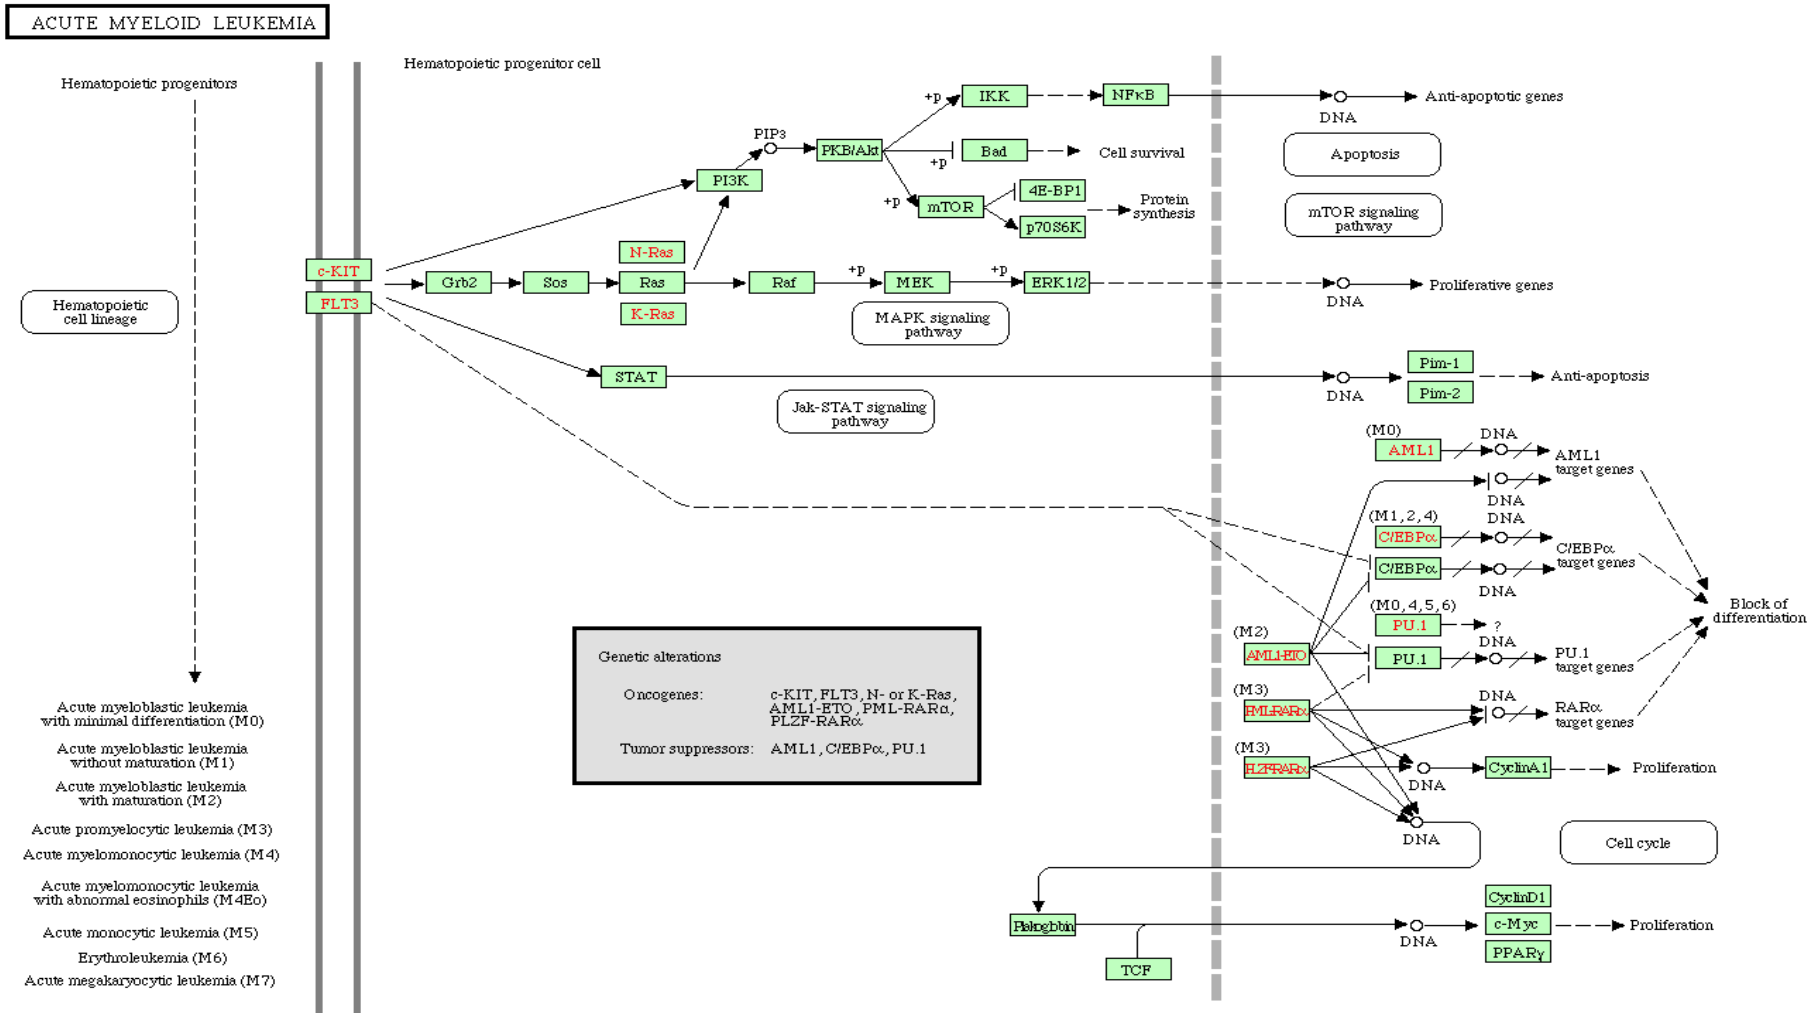 ACUTE MYELOID LEUKEMIA
Hematopoietic progenitors
Hematopoietic progenitor cell
Hematopoietic
cell lineage
c-KIT
FLT3
Grb2
Sos
N-Ras
Ras
K-Ras
PI3K
PIP3
PKB/Akt
+p
IKK
NFκB
DNA
Anti-apoptotic genes
+p
Bad
Cell survival
Apoptosis
+p
mTOR
4E-BP1
p70S6K
Protein
synthesis
mTOR signaling
pathway
Raf
+p
MEK
+p
ERK1/2
DNA
Proliferative genes
MAPK signaling
pathway
STAT
DNA
Pim-1
Pim-2
Anti-apoptosis
Jak-STAT signaling
pathway
(M0)
AML1
DNA
AML1
target genes
DNA
(M1,2,4)
DNA
C/EBPα
C/EBPα
C/EBPα
target genes
DNA
(M0,4,5,6)
PU.1
?
DNA
PU.1
PU.1
target genes
(M2)
AML1-ETO
(M3)
PML-RARα
DNA
RARα
target genes
(M3)
PLZF-RARα
DNA
CyclinA1
Proliferation
DNA
Block of
differentiation
Cell cycle
Plakoglobin
TCF
DNA
CyclinD1
c-Myc
PPARγ
Proliferation
Genetic alterations
Oncogenes: c-KIT, FLT3, N- or K-Ras,
AML1-ETO, PML-RARα,
PLZF-RARα
Tumor suppressors: AML1, C/EBPα, PU.1
Acute myeloblastic leukemia
with minimal differentiation (M0)
Acute myeloblastic leukemia
without maturation (M1)
Acute myeloblastic leukemia
with maturation (M2)
Acute promyelocytic leukemia (M3)
Acute myelomonocytic leukemia (M4)
Acute myelomonocytic leukemia
with abnormal eosinophils (M4Eo)
Acute monocytic leukemia (M5)
Erythroleukemia (M6)
Acute megakaryocytic leukemia (M7)